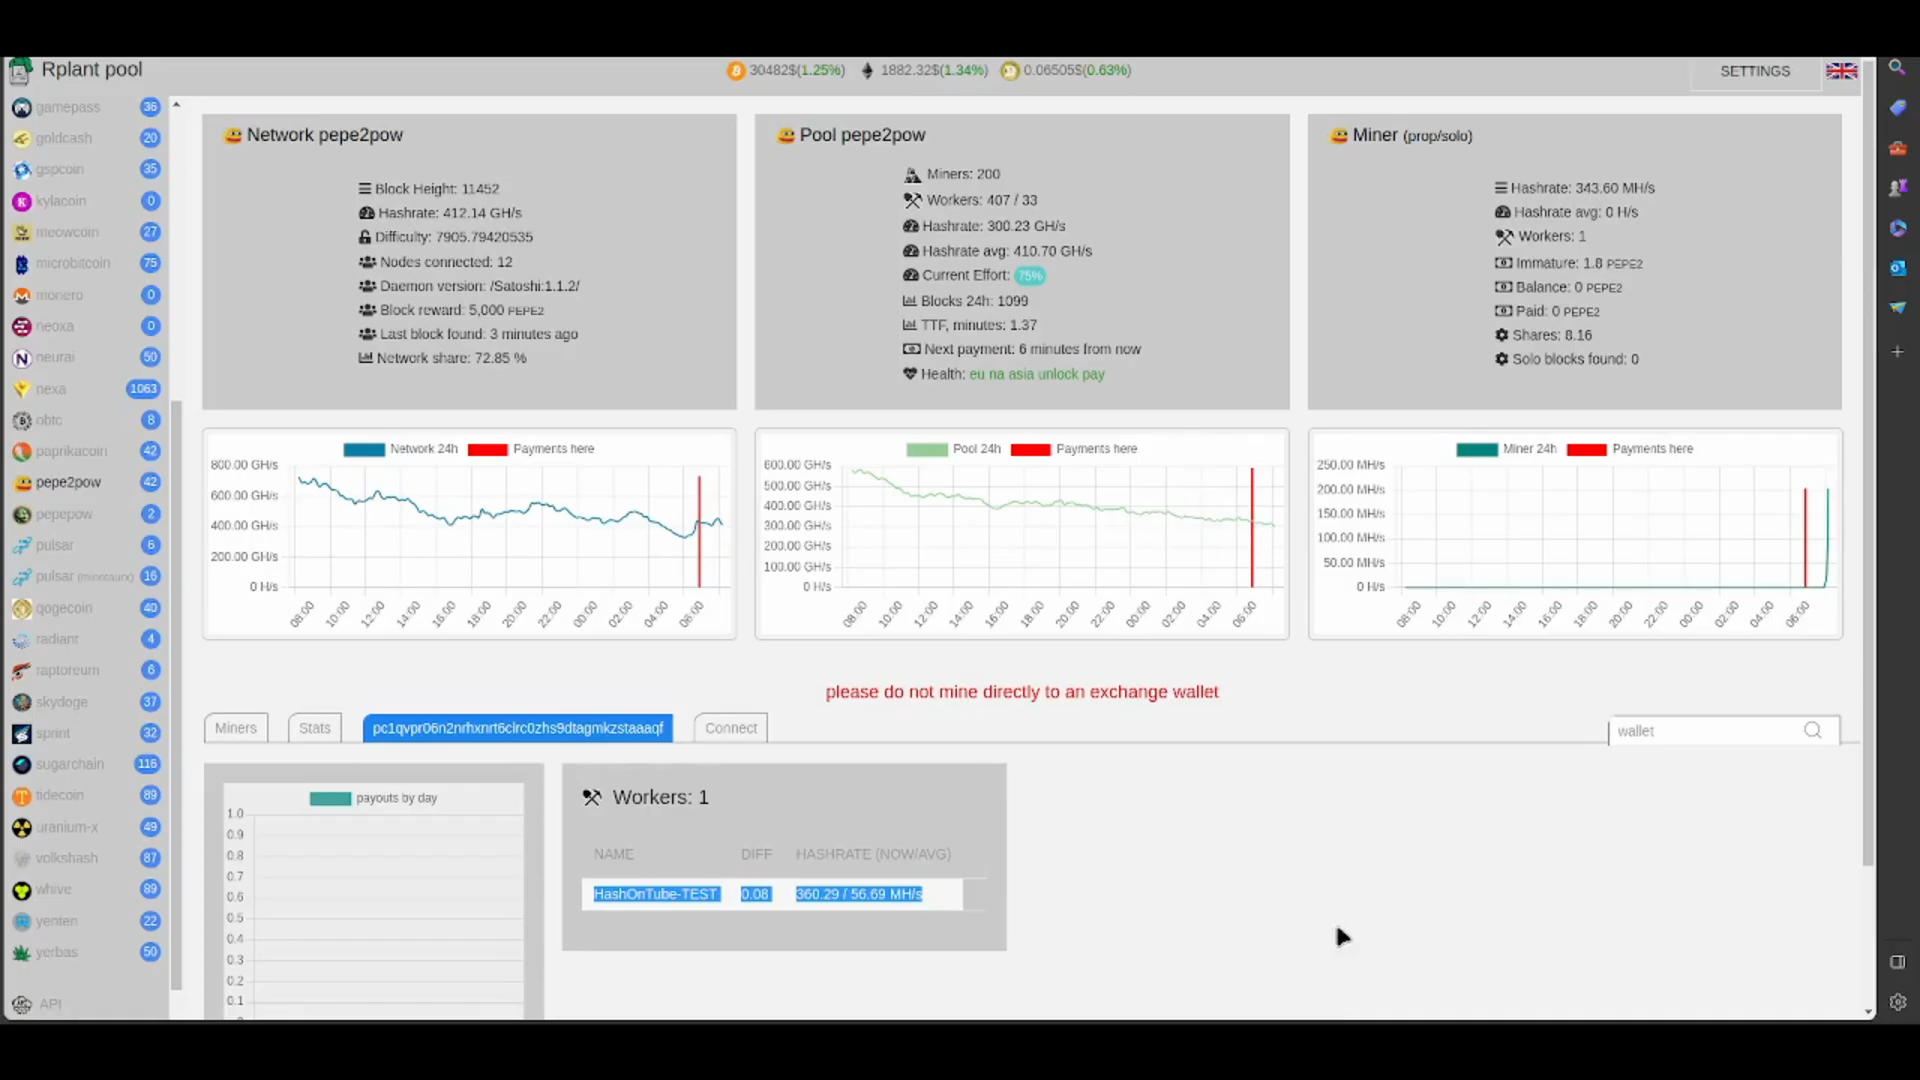 Rplant pool
30482$(1.25%) 1882.32$(1.34%) 0.06505$(0.63%)
SETTINGS
gamepass 36
goldcash 20
gspcoin 35
kylacoin 0
meowcoin 27
microbitcoin 75
monero 0
neoxa 0
neurai 50
nexa 1063
obtc 8
paprikacoin 42
pepe2pow 42
pepepow 2
pulsar 6
pulsar (minotaurx) 16
qogecoin 40
radiant 4
raptoreum 6
skydoge 37
sprint 32
sugarchain 116
tidecoin 89
uranium-x 49
volkshash 87
whive 89
yenten 22
yerbas 50
API
Network pepe2pow
Block Height: 11452
Hashrate: 412.14 GH/s
Difficulty: 7905.79420535
Nodes connected: 12
Daemon version: /Satoshi:1.1.2/
Block reward: 5,000 PEPE2
Last block found: 3 minutes ago
Network share: 72.85 %
Pool pepe2pow
Miners: 200
Workers: 407 / 33
Hashrate: 300.23 GH/s
Hashrate avg: 410.70 GH/s
Current Effort: 75%
Blocks 24h: 1099
TTF, minutes: 1.37
Next payment: 6 minutes from now
Health: eu na asia unlock pay
Miner (prop/solo)
Hashrate: 343.60 MH/s
Hashrate avg: 0 H/s
Workers: 1
Immature: 1.8 PEPE2
Balance: 0 PEPE2
Paid: 0 PEPE2
Shares: 8.16
Solo blocks found: 0
Network 24h Payments here
800.00 GH/s
600.00 GH/s
400.00 GH/s
200.00 GH/s
0 H/s
08:00 10:00 12:00 14:00 16:00 18:00 20:00 22:00 00:00 02:00 04:00 06:00
Pool 24h Payments here
600.00 GH/s
500.00 GH/s
400.00 GH/s
300.00 GH/s
200.00 GH/s
100.00 GH/s
0 H/s
08:00 10:00 12:00 14:00 16:00 18:00 20:00 22:00 00:00 02:00 04:00 06:00
Miner 24h Payments here
250.00 MH/s
200.00 MH/s
150.00 MH/s
100.00 MH/s
50.00 MH/s
0 H/s
08:00 10:00 12:00 14:00 16:00 18:00 20:00 22:00 00:00 02:00 04:00 06:00
please do not mine directly to an exchange wallet
Miners Stats pc1qvpr06n2nrhxnrt6clrc0zhs9dtagmkzstaaaqf Connect
wallet
payouts by day
1.0
0.9
0.8
0.7
0.6
0.5
0.4
0.3
0.2
0.1
Workers: 1
NAME DIFF HASHRATE (NOW/AVG)
HashOnTube-TEST 0.08 360.29 / 56.69 MH/s